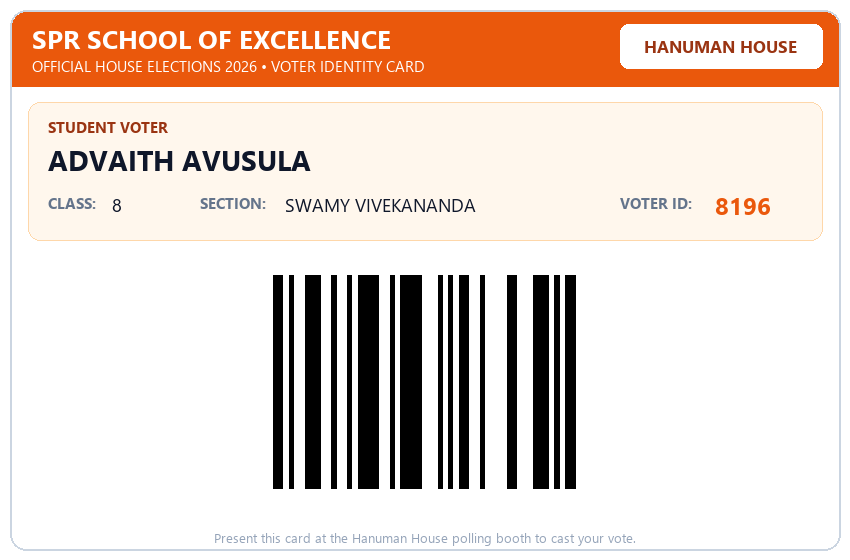 SPR SCHOOL OF EXCELLENCE
OFFICIAL HOUSE ELECTIONS 2026 • VOTER IDENTITY CARD
HANUMAN HOUSE
STUDENT VOTER
ADVAITH AVUSULA
CLASS: 8 SECTION: SWAMY VIVEKANANDA VOTER ID: 8196
Present this card at the Hanuman House polling booth to cast your vote.